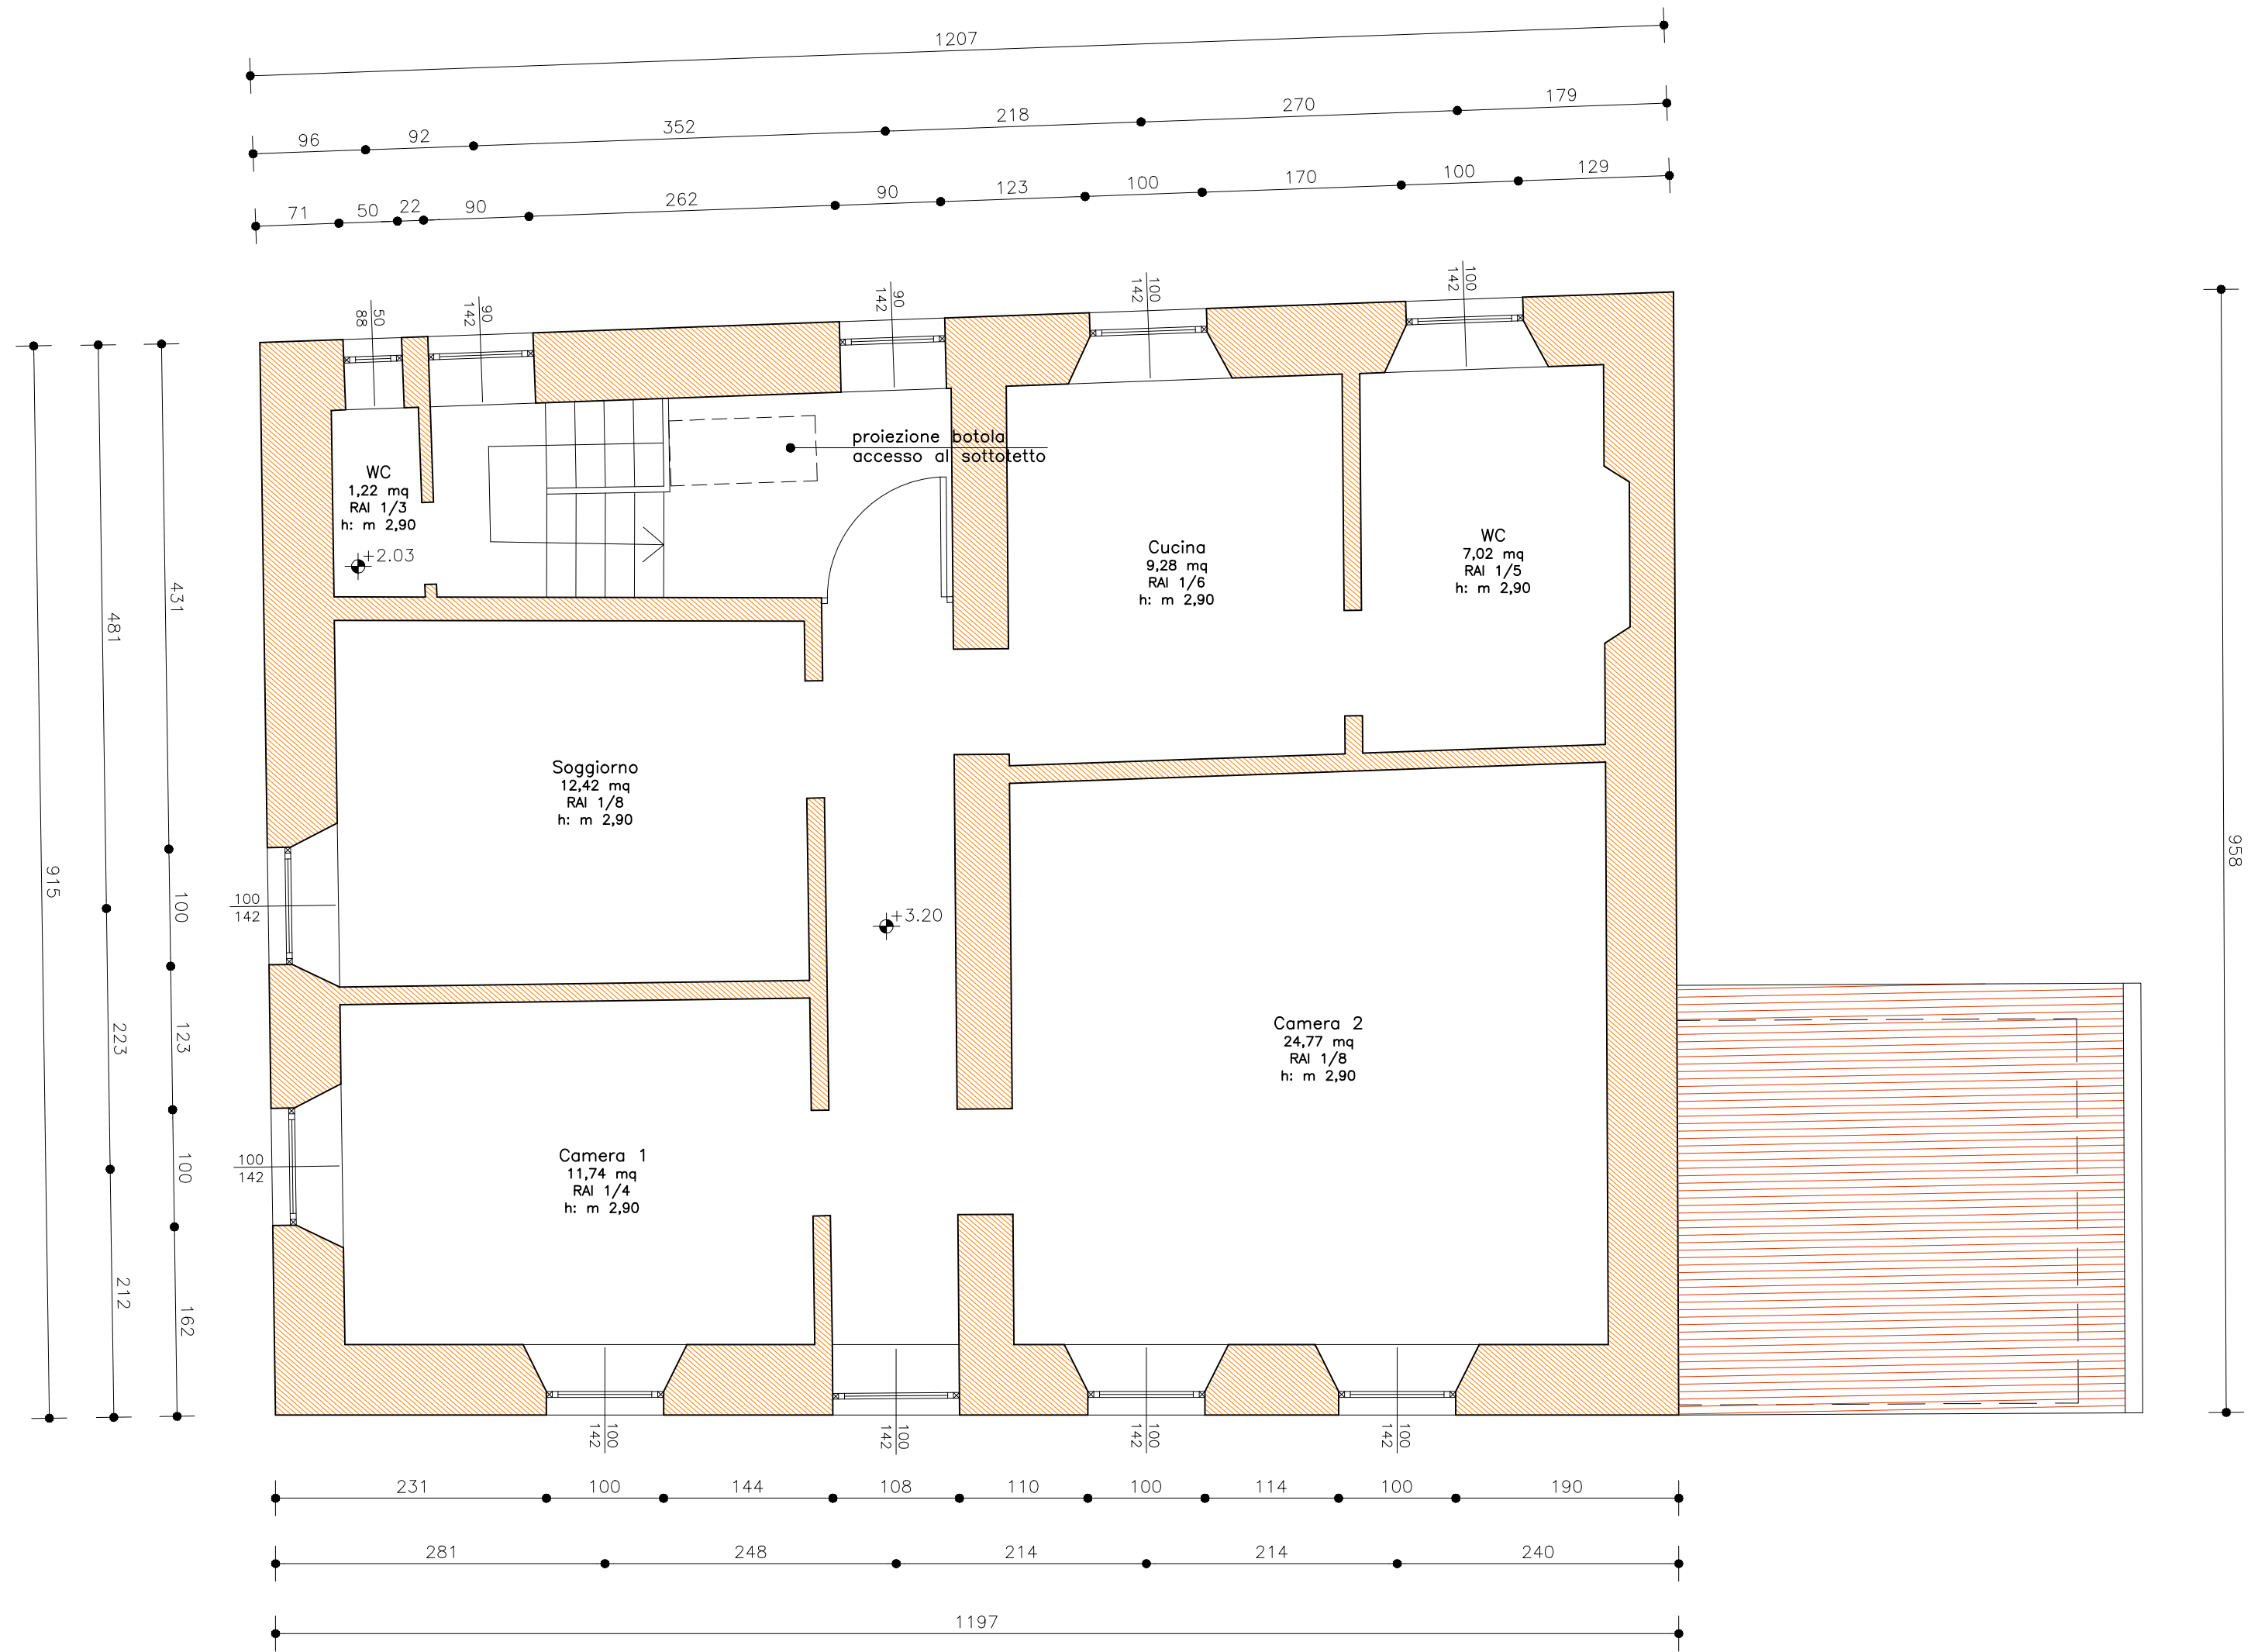 1207
96 92 352 218 270 179
71 50 22 90 262 90 123 100 170 100 129
50
88
90
142
90
142
100
142
100
142
proiezione botola
accesso al sottotetto
WC
1,22 mq
RAI 1/3
h: m 2,90
+2.03
Cucina
9,28 mq
RAI 1/6
h: m 2,90
WC
7,02 mq
RAI 1/5
h: m 2,90
Soggiorno
12,42 mq
RAI 1/8
h: m 2,90
+3.20
Camera 2
24,77 mq
RAI 1/8
h: m 2,90
Camera 1
11,74 mq
RAI 1/4
h: m 2,90
915
481
223
212
431
100
123
100
162
100
142
100
142
958
100
142
100
142
100
142
100
142
231 100 144 108 110 100 114 100 190
281 248 214 214 240
1197